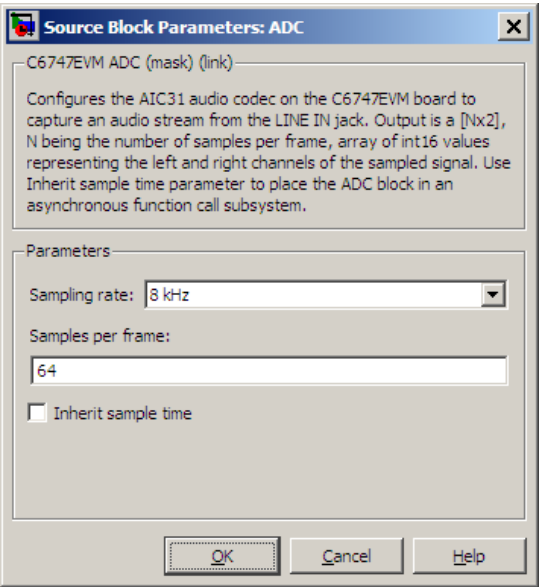 Source Block Parameters: ADC
C6747EVM ADC (mask) (link)
Configures the AIC31 audio codec on the C6747EVM board to
capture an audio stream from the LINE IN jack. Output is a [Nx2],
N being the number of samples per frame, array of int16 values
representing the left and right channels of the sampled signal. Use
Inherit sample time parameter to place the ADC block in an
asynchronous function call subsystem.
Parameters
Sampling rate: 8 kHz
Samples per frame:
64
Inherit sample time
OK Cancel Help